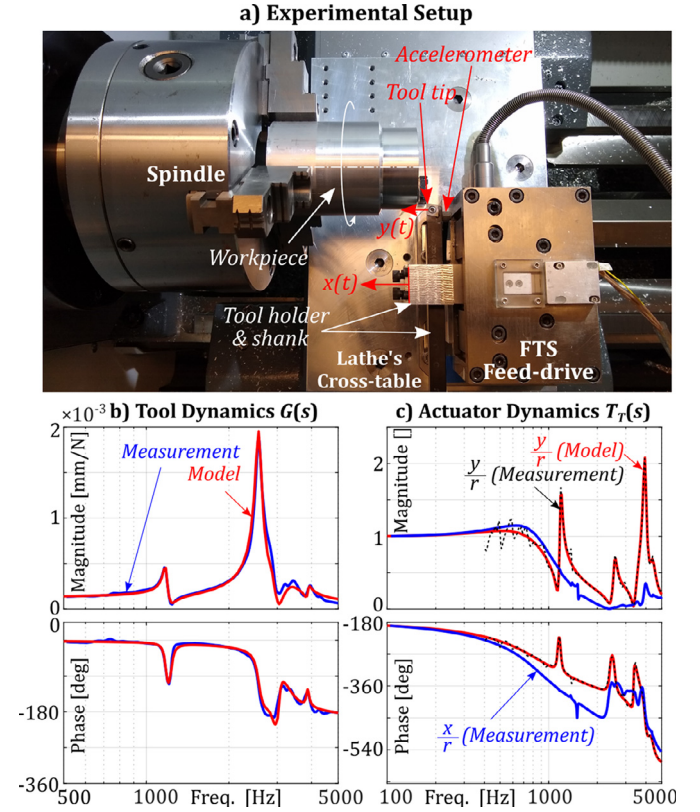 a) Experimental Setup
Accelerometer
Tool tip
Spindle
y(t)
Workpiece
x(t)
Tool holder
& shank
Lathe's
Cross-table
FTS
Feed-drive
×10⁻³ b) Tool Dynamics G(s)
c) Actuator Dynamics T_T(s)
Magnitude [mm/N]
2
1
0
Measurement
Model
Magnitude []
2
1
0
y/r (Model)
y/r (Measurement)
Phase [deg]
0
-180
-360
500 1000 Freq. [Hz] 5000
Phase [deg]
-180
-360
-540
x/r (Measurement)
100 1000 Freq. [Hz] 5000